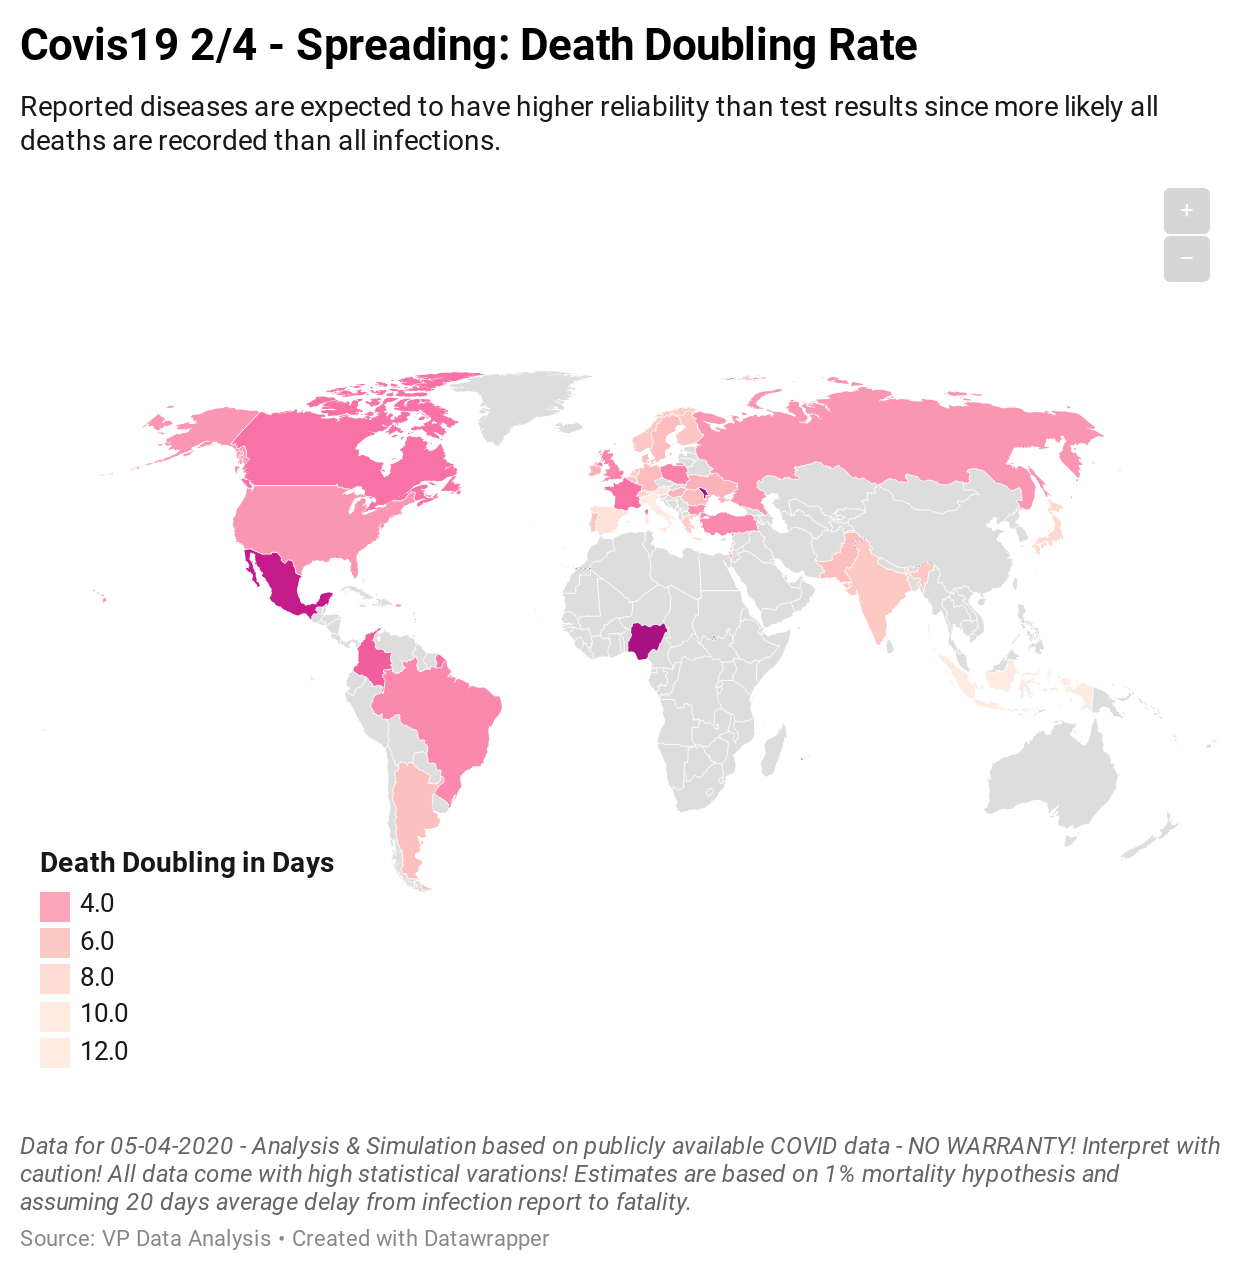 Covis19 2/4 - Spreading: Death Doubling Rate
Reported diseases are expected to have higher reliability than test results since more likely all
deaths are recorded than all infections.
+
−
Death Doubling in Days
4.0
6.0
8.0
10.0
12.0
Data for 05-04-2020 - Analysis & Simulation based on publicly available COVID data - NO WARRANTY! Interpret with
caution! All data come with high statistical varations! Estimates are based on 1% mortality hypothesis and
assuming 20 days average delay from infection report to fatality.
Source: VP Data Analysis • Created with Datawrapper